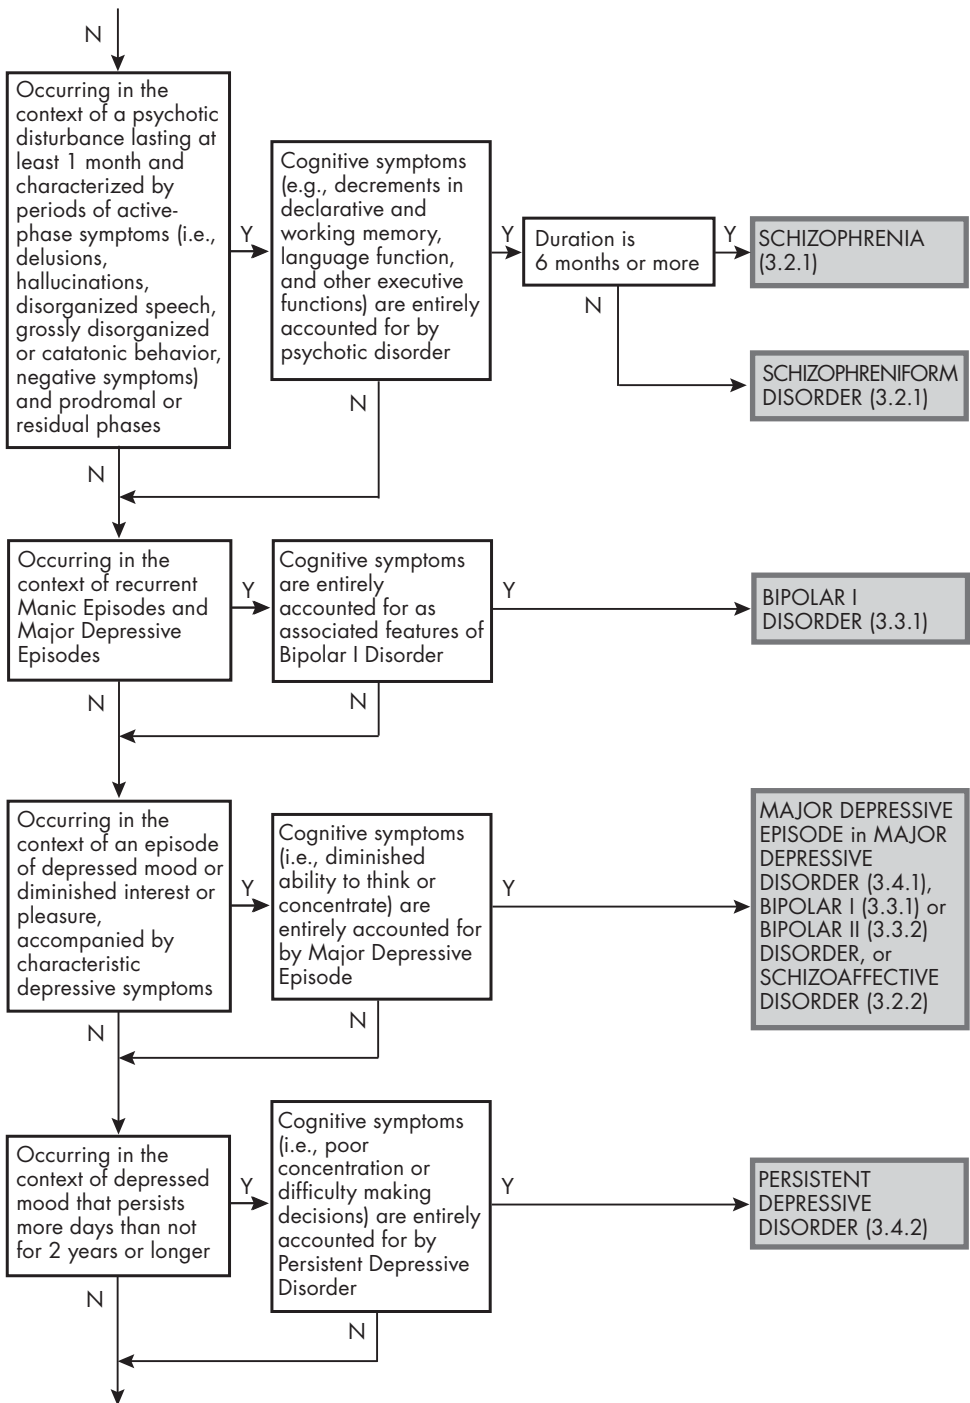 N
Occurring in the
context of a psychotic
disturbance lasting at
least 1 month and
characterized by
periods of active-
phase symptoms (i.e.,
delusions,
hallucinations,
disorganized speech,
grossly disorganized
or catatonic behavior,
negative symptoms)
and prodromal or
residual phases
Y
Cognitive symptoms
(e.g., decrements in
declarative and
working memory,
language function,
and other executive
functions) are entirely
accounted for by
psychotic disorder
Y
Duration is
6 months or more
Y
SCHIZOPHRENIA
(3.2.1)
N
SCHIZOPHRENIFORM
DISORDER (3.2.1)
N
N
Occurring in the
context of recurrent
Manic Episodes and
Major Depressive
Episodes
Y
Cognitive symptoms
are entirely
accounted for as
associated features of
Bipolar I Disorder
Y
BIPOLAR I
DISORDER (3.3.1)
N
N
Occurring in the
context of an episode
of depressed mood or
diminished interest or
pleasure,
accompanied by
characteristic
depressive symptoms
Y
Cognitive symptoms
(i.e., diminished
ability to think or
concentrate) are
entirely accounted for
by Major Depressive
Episode
Y
MAJOR DEPRESSIVE
EPISODE in MAJOR
DEPRESSIVE
DISORDER (3.4.1),
BIPOLAR I (3.3.1) or
BIPOLAR II (3.3.2)
DISORDER, or
SCHIZOAFFECTIVE
DISORDER (3.2.2)
N
N
Occurring in the
context of depressed
mood that persists
more days than not
for 2 years or longer
Y
Cognitive symptoms
(i.e., poor
concentration or
difficulty making
decisions) are entirely
accounted for by
Persistent Depressive
Disorder
Y
PERSISTENT
DEPRESSIVE
DISORDER (3.4.2)
N
N